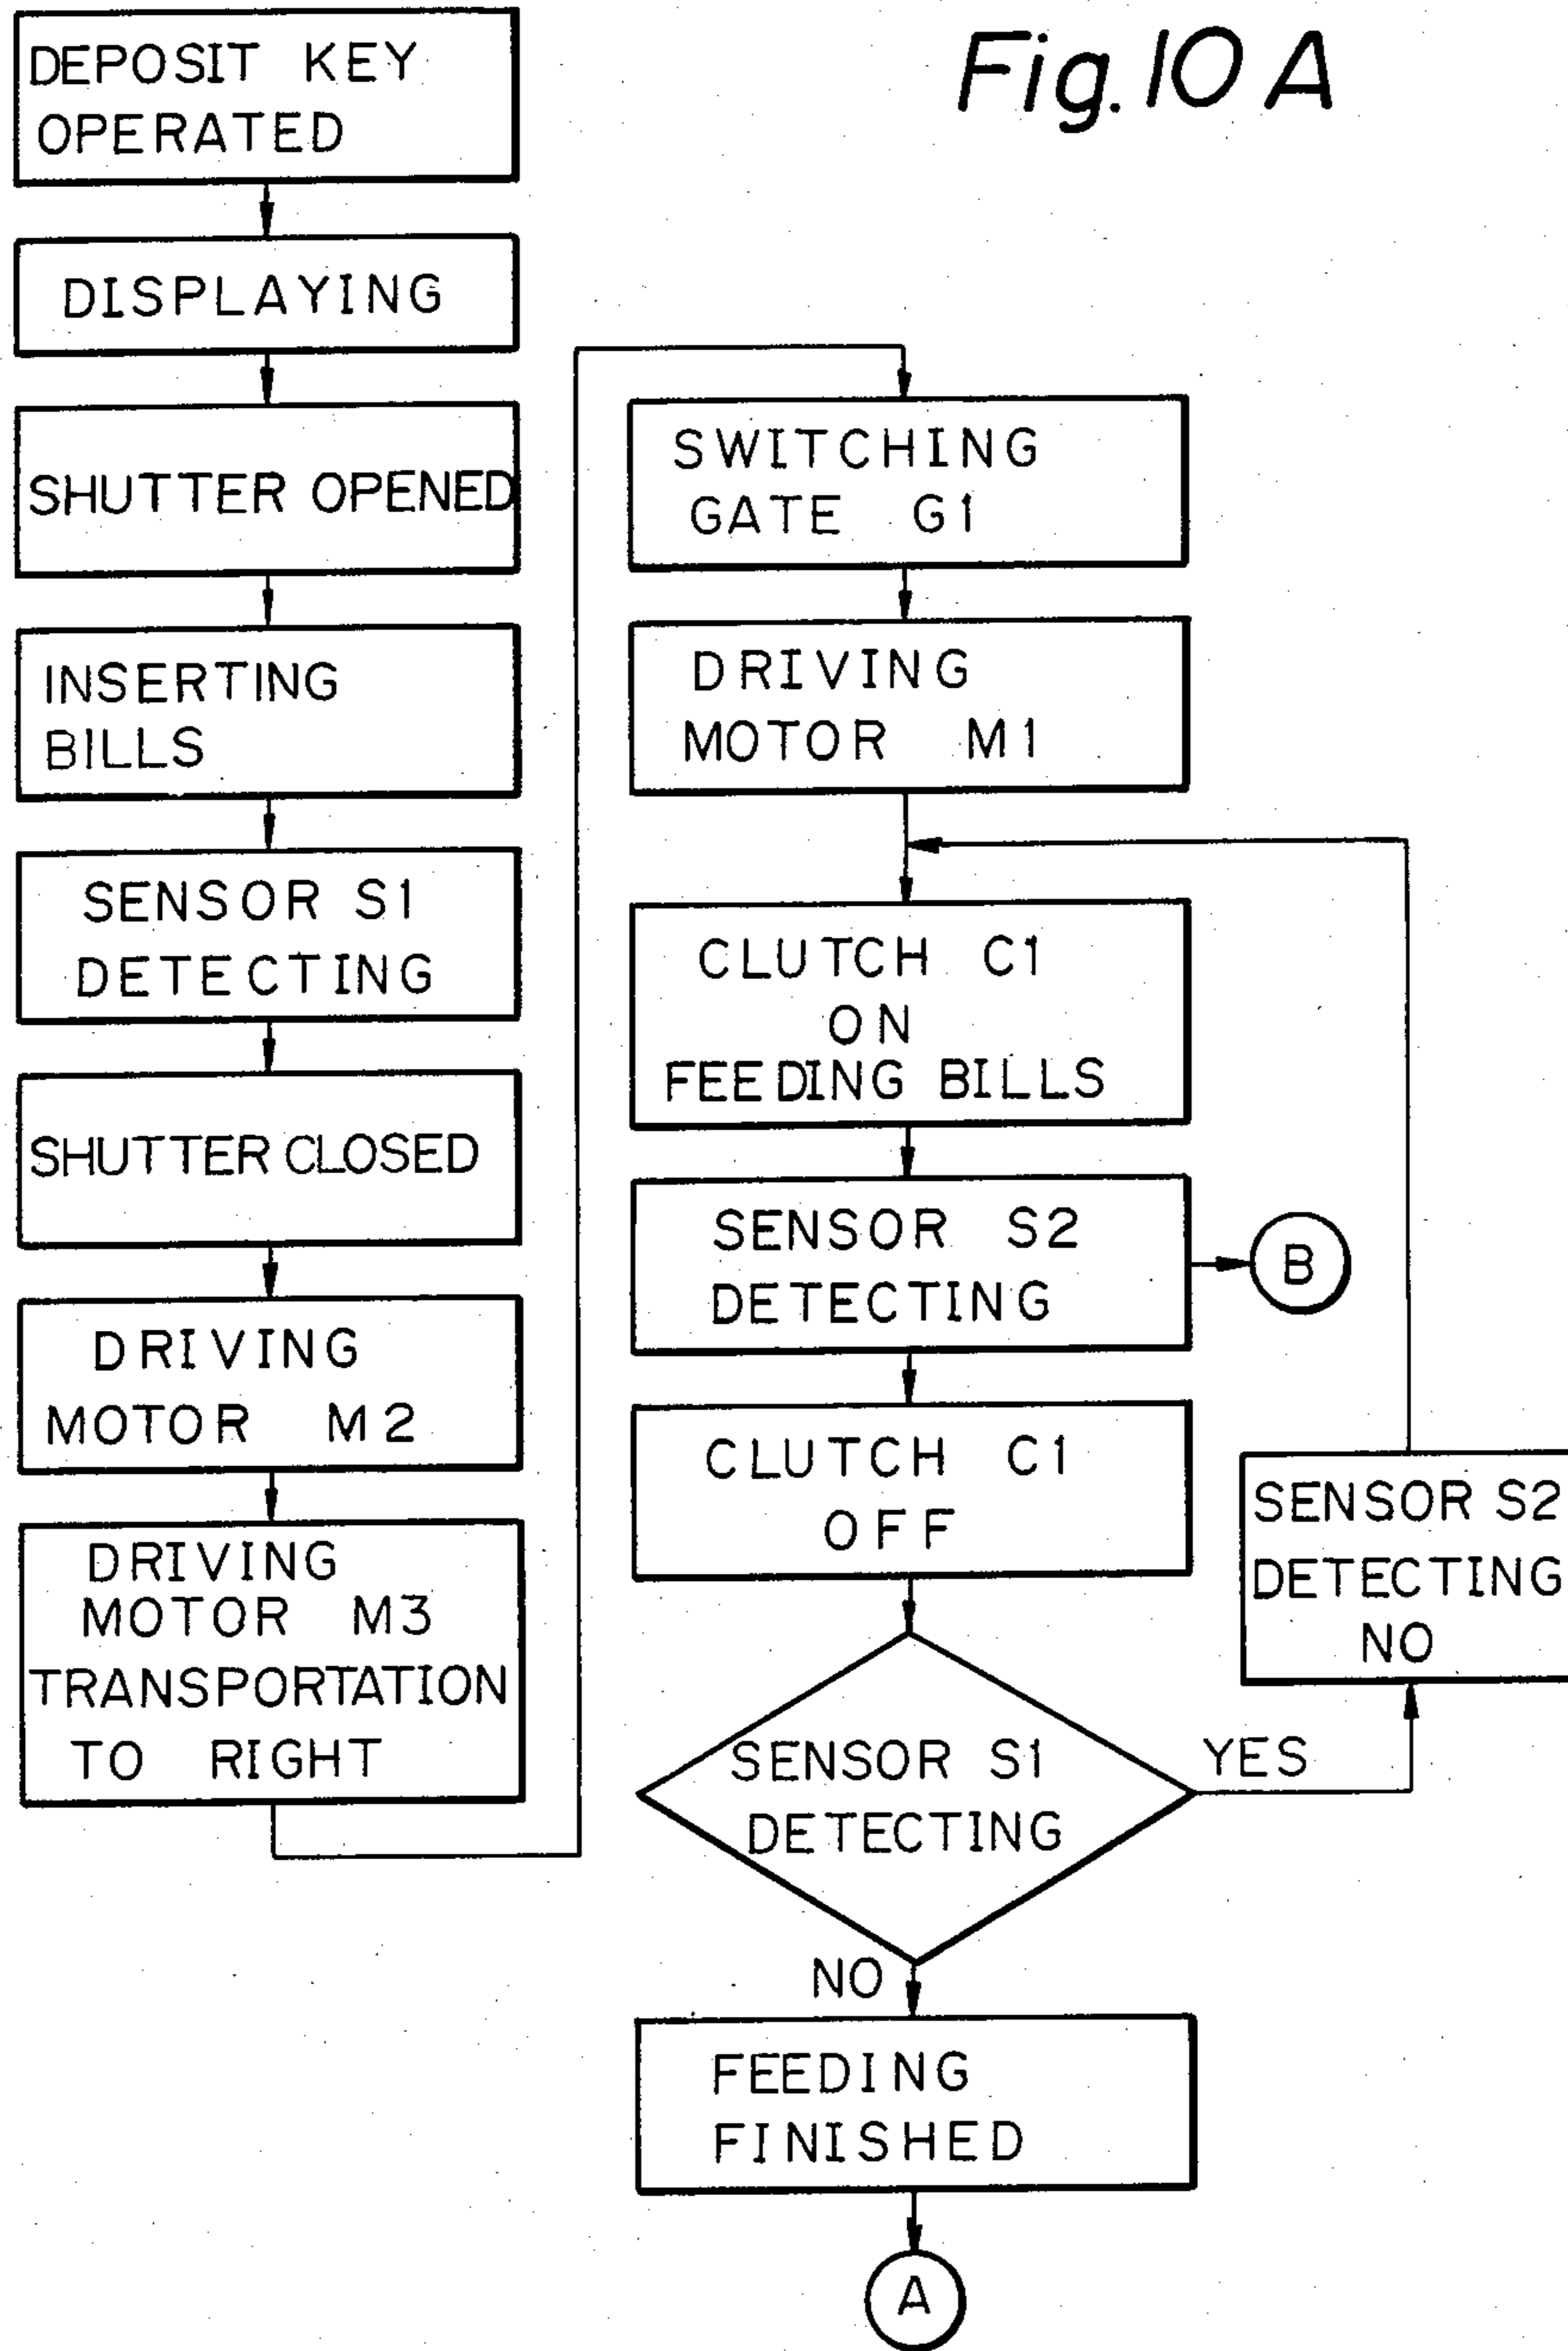 Fig. 10 A
DEPOSIT KEY
OPERATED
DISPLAYING
SHUTTER OPENED
INSERTING
BILLS
SENSOR S1
DETECTING
SHUTTER CLOSED
DRIVING
MOTOR M2
DRIVING
MOTOR M3
TRANSPORTATION
TO RIGHT
SWITCHING
GATE G1
DRIVING
MOTOR M1
CLUTCH C1
ON
FEEDING BILLS
SENSOR S2
DETECTING
B
CLUTCH C1
OFF
SENSOR S2
DETECTING
NO
SENSOR S1
DETECTING
YES
NO
FEEDING
FINISHED
A